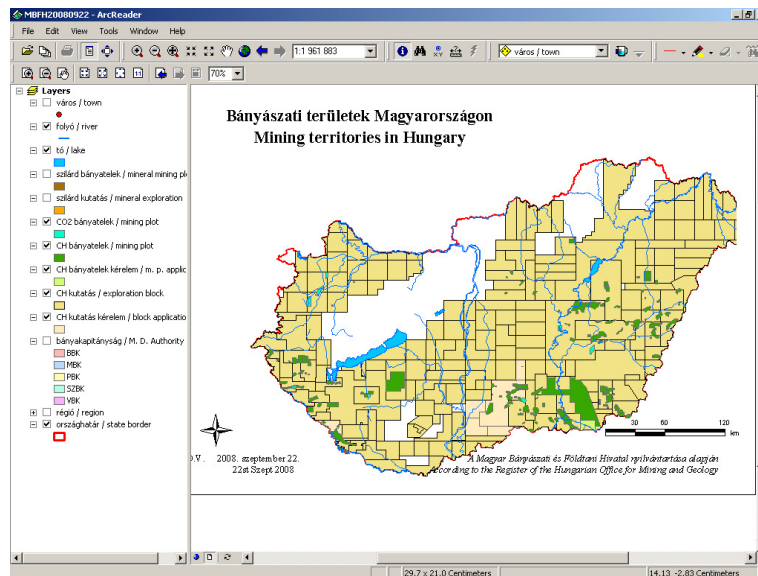 MBFH20080922 - ArcReader
File Edit View Tools Window Help
1:1 961 883
város / town
70%
Layers
város / town
folyó / river
tó / lake
szilárd bányatelek / mineral mining pl
szilárd kutatás / mineral exploration
CO2 bányatelek / mining plot
CH bányatelek / mining plot
CH bányatelek kérelem / m. p. applic
CH kutatás / exploration block
CH kutatás kérelem / block applicatio
bányakapitányság / M. D. Authority
BBK
MBK
PBK
SZBK
VBK
régió / region
országhatár / state border
Bányászati területek Magyarországon
Mining territories in Hungary
0 30 60 120
km
.V. 2008. szeptember 22.
22st Szept 2008
A Magyar Bányászati és Földtani Hivatal nyilvántartása alapján
According to the Register of the Hungarian Office for Mining and Geology
29.7 x 21.0 Centimeters
14.13 -2.83 Centimeters